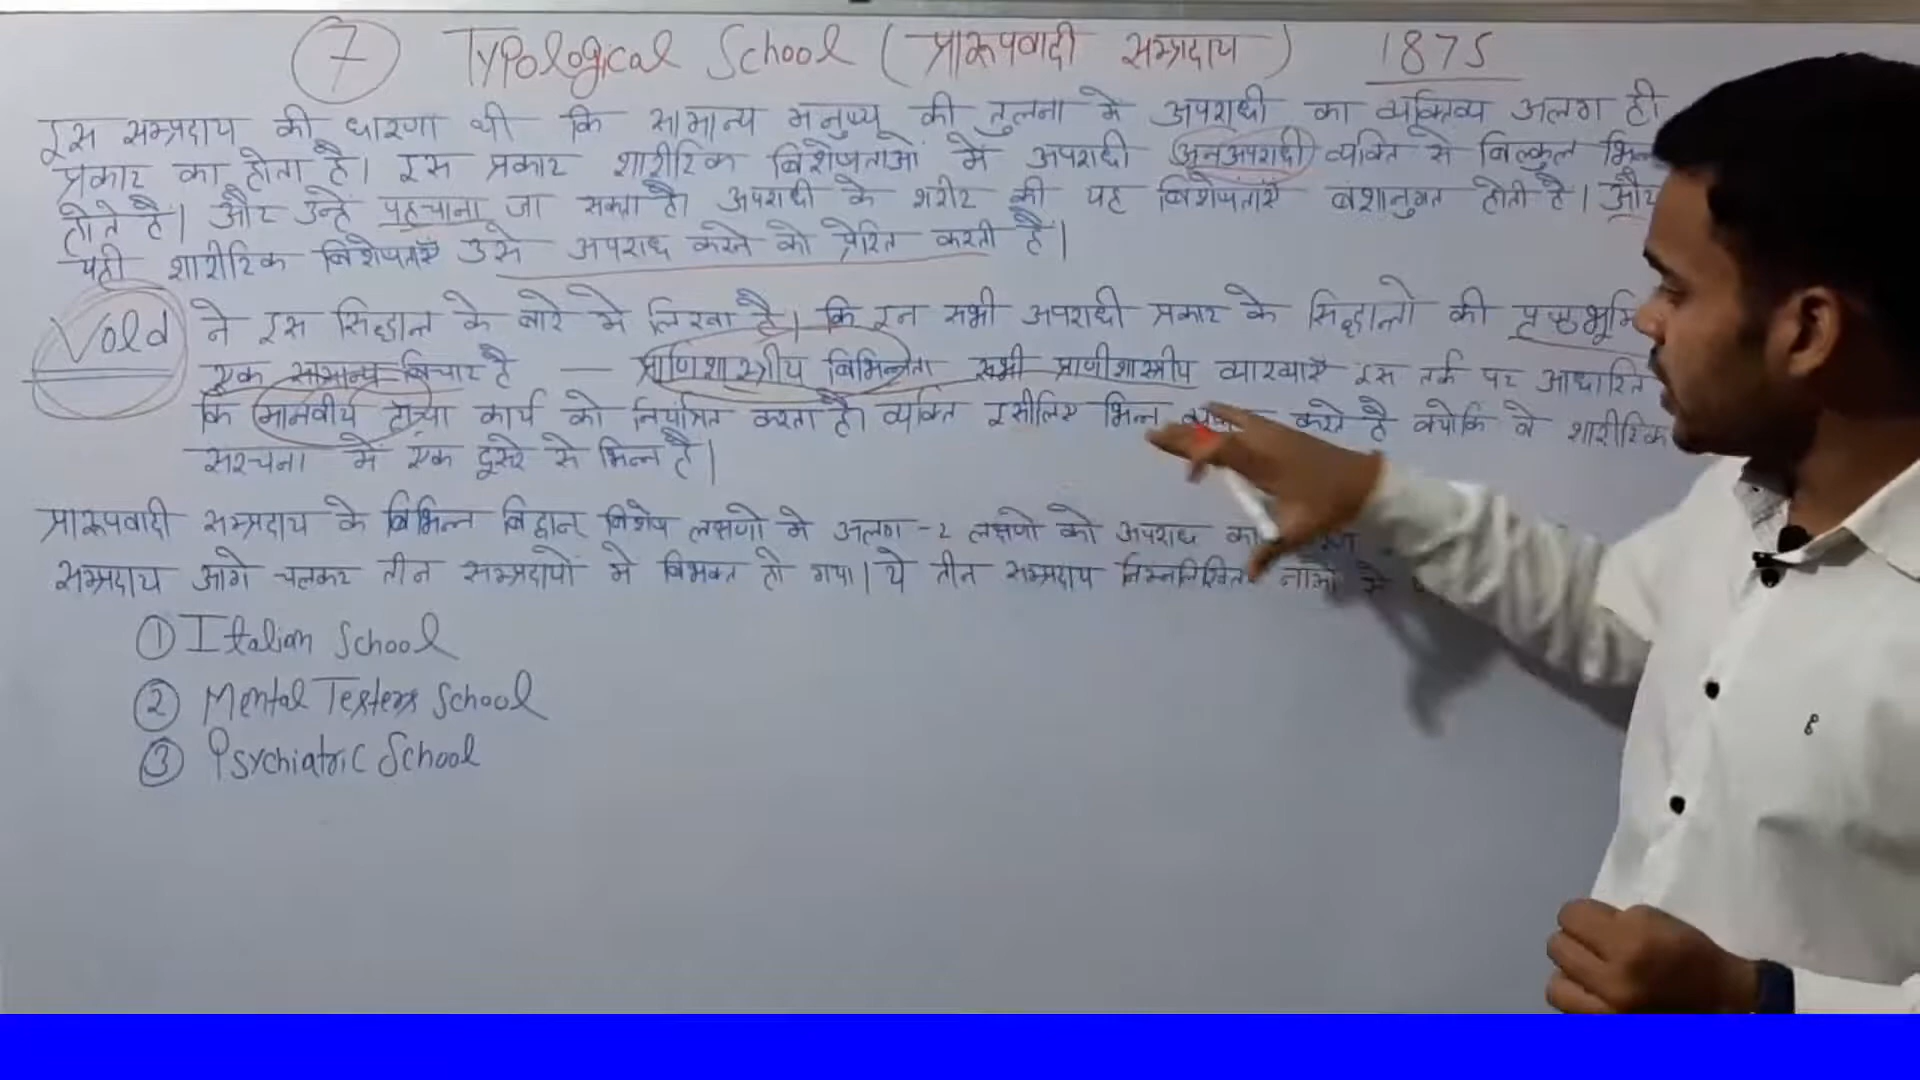 7 Typological School (प्रारूपवादी सम्प्रदाय) 1875
इस सम्प्रदाय की धारणा थी कि सामान्य मनुष्य की तुलना मे अपराधी का व्यक्तित्व अलग ही
प्रकार का होता है। इस प्रकार शारीरिक विशेषताओं में अपराधी अनअपराधी व्यक्ति से बिल्कुल
होते हैं। और उन्हे पहचाना जा सकता है। अपराधी के शरीर की यह विशेषताएँ वंशानुगत होती है। और
यही शारीरिक विशेषताएँ उसे अपराध करने को प्रेरित करती है।
Vold ने इस सिद्धान्त के बारे मे लिखा है। कि इन सभी अपराधी प्रकार के सिद्धान्तो की
एक सामान्य विचार है — प्राणिशास्त्रीय विभिन्नता सभी प्राणीशास्त्रीय व्याख्याएँ इस तर्क पर आधारित
कि मानवीय ढाँचा कार्य को नियंत्रित करता है। व्यक्ति इसीलिए भिन्न करते है क्योकि वे शारीरिक
संरचना में एक दूसरे से भिन्न है।
प्रारूपवादी सम्प्रदाय के विभिन्न विद्वान विशेष लक्षणो मे अलग-2 लक्षणो को अपराध का
सम्प्रदाय आगे चलकर तीन सम्प्रदायों मे विभक्त हो गया। ये तीन सम्प्रदाय निम्नलिखित नामों से
① Italian School
② Mental Testers School
③ Psychiatric School